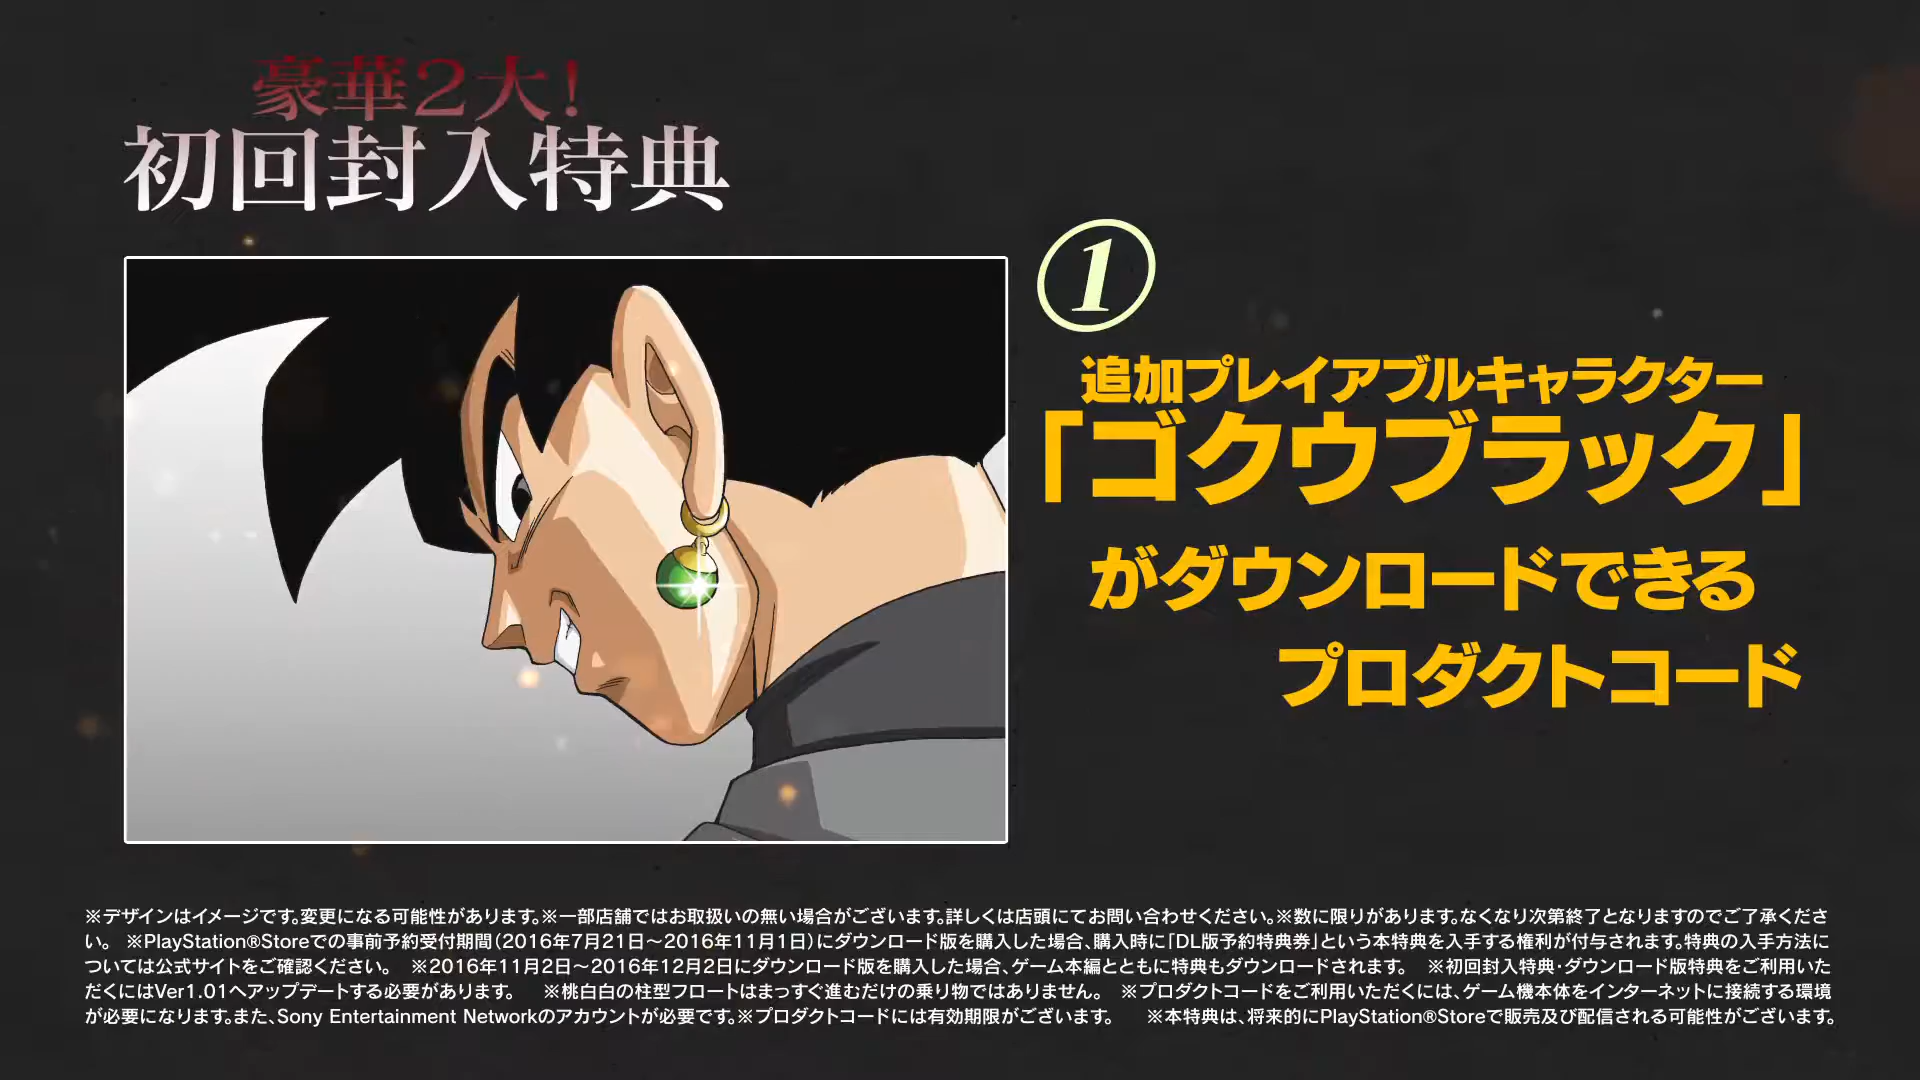 豪華2大!
初回封入特典
①
追加プレイアブルキャラクター
「ゴクウブラック」
がダウンロードできる
プロダクトコード
※デザインはイメージです。変更になる可能性があります。※一部店舗ではお取扱いの無い場合がございます。詳しくは店頭にてお問い合わせください。※数に限りがあります。なくなり次第終了となりますのでご了承くださ
い。 ※PlayStation®Storeでの事前予約受付期間(2016年7月21日～2016年11月1日)にダウンロード版を購入した場合、購入時に「DL版予約特典券」という本特典を入手する権利が付与されます。特典の入手方法に
ついては公式サイトをご確認ください。 ※2016年11月2日～2016年12月2日にダウンロード版を購入した場合、ゲーム本編とともに特典もダウンロードされます。 ※初回封入特典・ダウンロード版特典をご利用いた
だくにはVer1.01へアップデートする必要があります。 ※桃白白の柱型フロートはまっすぐ進むだけの乗り物ではありません。 ※プロダクトコードをご利用いただくには、ゲーム機本体をインターネットに接続する環境
が必要になります。また、Sony Entertainment Networkのアカウントが必要です。※プロダクトコードには有効期限がございます。 ※本特典は、将来的にPlayStation®Storeで販売及び配信される可能性がございます。